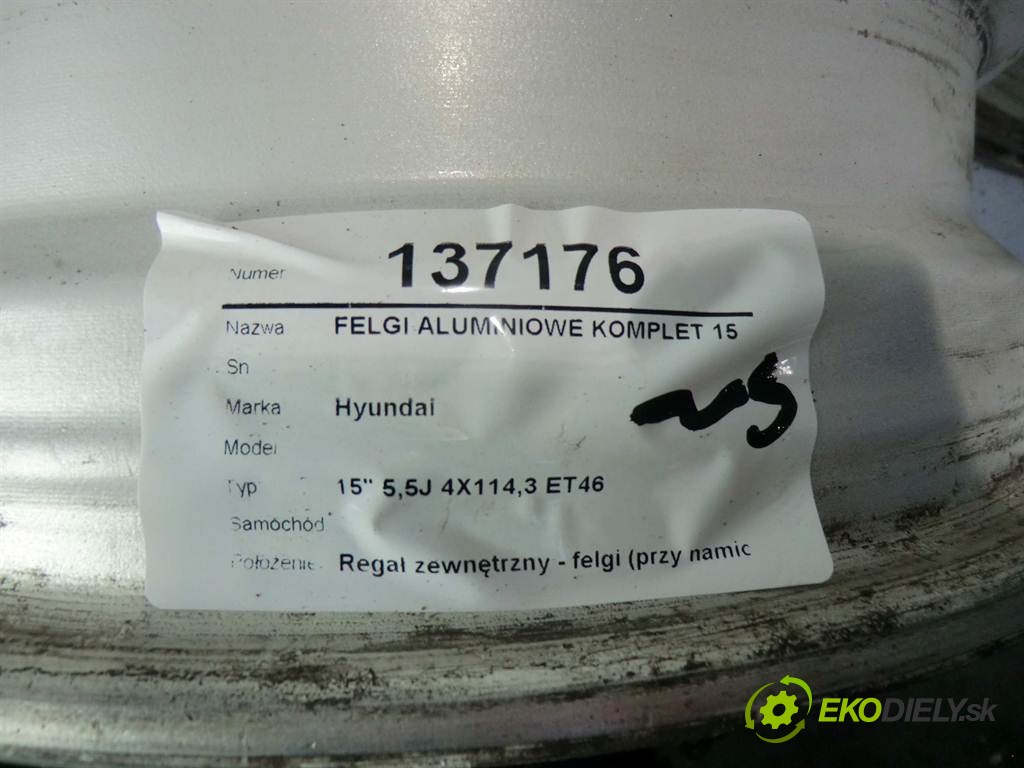 Numer 137176
Nazwa FELGI ALUMINIOWE KOMPLET 15
Sn
Marka Hyundai
Model
Typ 15" 5,5J 4X114,3 ET46
Samochód
Położenie Regał zewnętrzny - felgi (przy namic
EKODIELY.sk